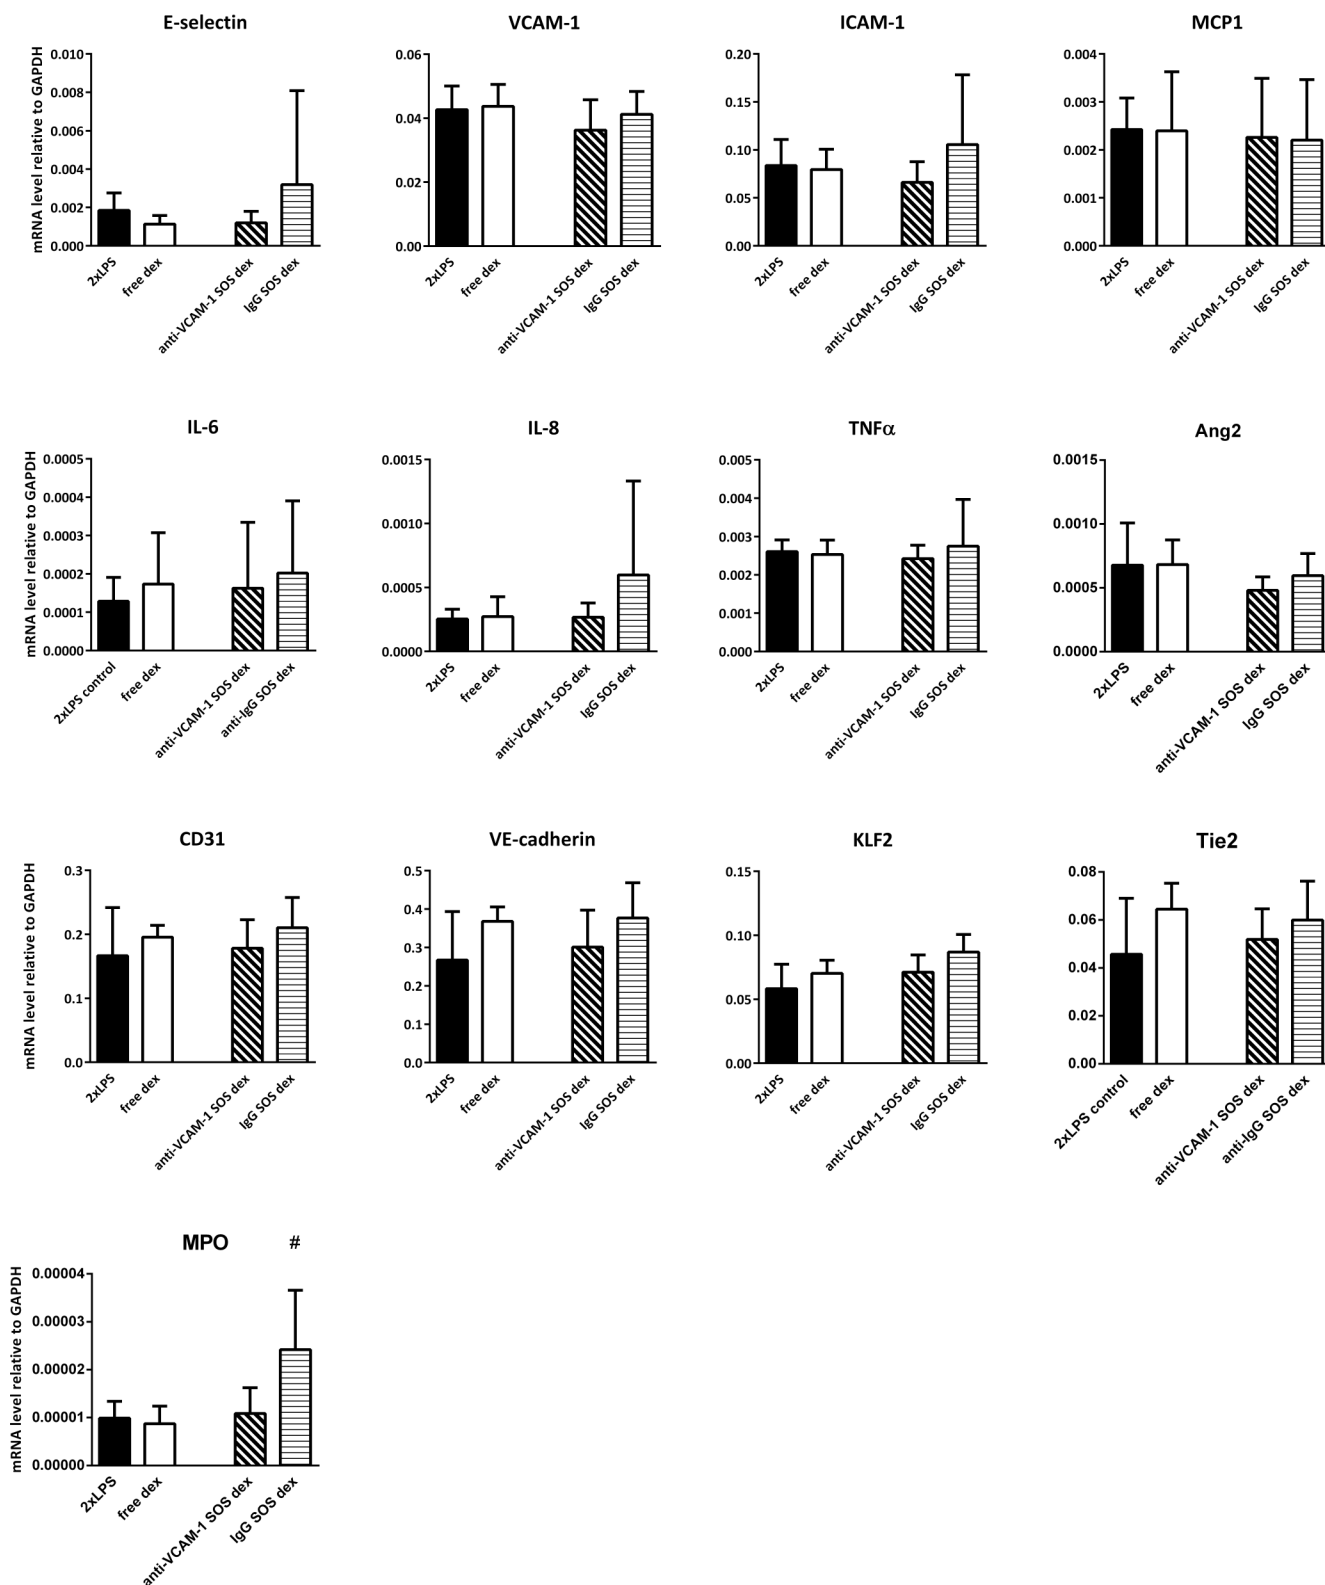 E-selectin
mRNA level relative to GAPDH
0.010
0.008
0.006
0.004
0.002
0.000
2xLPS
free dex
anti-VCAM-1 SOS dex
IgG SOS dex
VCAM-1
0.06
0.04
0.02
0.00
2xLPS
free dex
anti-VCAM-1 SOS dex
IgG SOS dex
ICAM-1
0.20
0.15
0.10
0.05
0.00
2xLPS
free dex
anti-VCAM-1 SOS dex
IgG SOS dex
MCP1
0.004
0.003
0.002
0.001
0.000
2xLPS
free dex
anti-VCAM-1 SOS dex
IgG SOS dex
IL-6
mRNA level relative to GAPDH
0.0005
0.0004
0.0003
0.0002
0.0001
0.0000
2xLPS control
free dex
anti-VCAM-1 SOS dex
anti-IgG SOS dex
IL-8
0.0015
0.0010
0.0005
0.0000
2xLPS
free dex
anti-VCAM-1 SOS dex
IgG SOS dex
TNFα
0.005
0.004
0.003
0.002
0.001
0.000
2xLPS
free dex
anti-VCAM-1 SOS dex
IgG SOS dex
Ang2
0.0015
0.0010
0.0005
0.0000
2xLPS
free dex
anti-VCAM-1 SOS dex
IgG SOS dex
CD31
mRNA level relative to GAPDH
0.3
0.2
0.1
0.0
2xLPS
free dex
anti-VCAM-1 SOS dex
IgG SOS dex
VE-cadherin
0.5
0.4
0.3
0.2
0.1
0.0
2xLPS
free dex
anti-VCAM-1 SOS dex
IgG SOS dex
KLF2
0.15
0.10
0.05
0.00
2xLPS
free dex
anti-VCAM-1 SOS dex
IgG SOS dex
Tie2
0.08
0.06
0.04
0.02
0.00
2xLPS control
free dex
anti-VCAM-1 SOS dex
anti-IgG SOS dex
MPO #
mRNA level relative to GAPDH
0.00004
0.00003
0.00002
0.00001
0.00000
2xLPS
free dex
anti-VCAM-1 SOS dex
IgG SOS dex